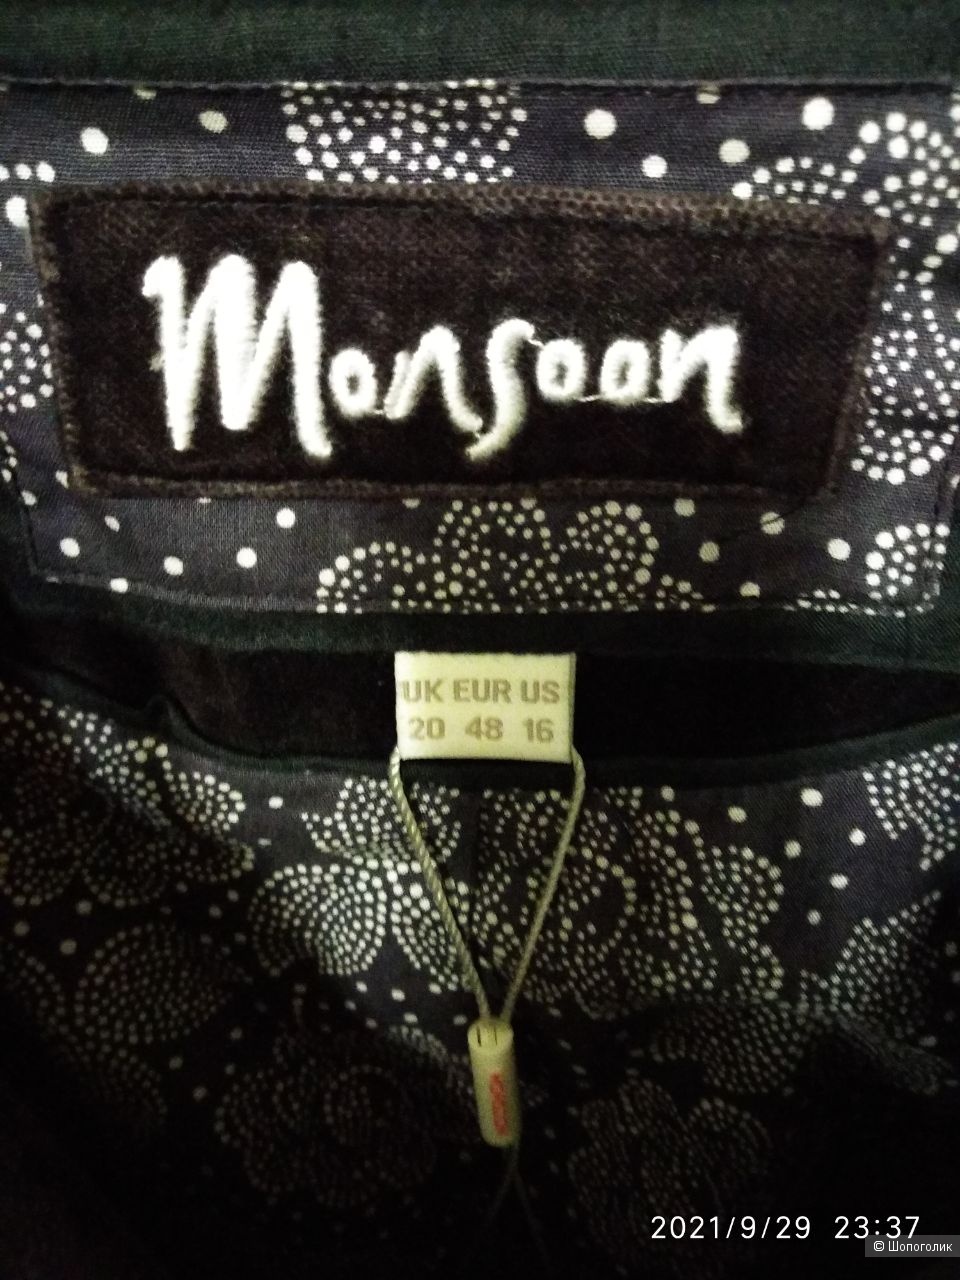 Monsoon
UK EUR US
20 48 16
2021/9/29 23:37
© Шопоголик